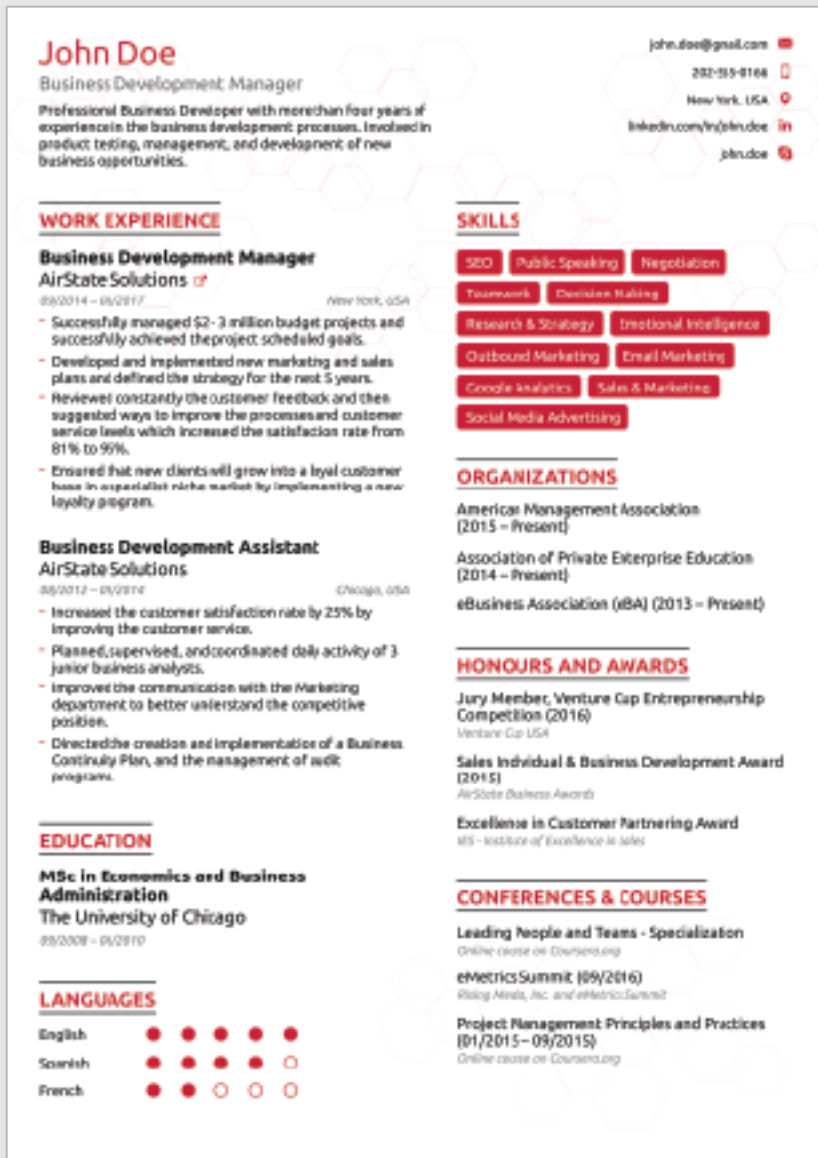 John Doe
Business Development Manager
Professional Business Developer with more than four years of
experience in the business development processes. Involved in
product testing, management, and development of new
business opportunities.
john.doe@gmail.com
202-555-0166
New York, USA
linkedin.com/in/john.doe
john.doe
WORK EXPERIENCE
Business Development Manager
AirState Solutions
09/2014 – 01/2017
New York, USA
Successfully managed $2- 3 million budget projects and
successfully achieved the project scheduled goals.
Developed and implemented new marketing and sales
plans and defined the strategy for the next 5 years.
Reviewed constantly the customer feedback and then
suggested ways to improve the processes and customer
service levels which increased the satisfaction rate from
81% to 95%.
Ensured that new clients will grow into a loyal customer
base in a specialist niche market by implementing a new
loyalty program.
Business Development Assistant
AirState Solutions
08/2012 – 01/2014
Chicago, USA
Increased the customer satisfaction rate by 25% by
improving the customer service.
Planned, supervised, and coordinated daily activity of 3
junior business analysts.
Improved the communication with the Marketing
department to better understand the competitive
position.
Directed the creation and implementation of a Business
Continuity Plan, and the management of audit
programs.
EDUCATION
MSc in Economics and Business
Administration
The University of Chicago
09/2008 – 01/2010
LANGUAGES
English
Spanish
French
SKILLS
SEO Public Speaking Negotiation
Teamwork Decision Making
Research & Strategy Emotional Intelligence
Outbound Marketing Email Marketing
Google Analytics Sales & Marketing
Social Media Advertising
ORGANIZATIONS
American Management Association
(2015 – Present)
Association of Private Enterprise Education
(2014 – Present)
eBusiness Association (eBA) (2013 – Present)
HONOURS AND AWARDS
Jury Member, Venture Cup Entrepreneurship
Competition (2016)
Venture Cup USA
Sales Individual & Business Development Award
(2015)
AirState Business Awards
Excellence in Customer Partnering Award
IES - Institute of Excellence in Sales
CONFERENCES & COURSES
Leading People and Teams - Specialization
Online course on Coursera.org
eMetrics Summit (09/2016)
Rising Media, Inc. and eMetrics Summit
Project Management Principles and Practices
(01/2015 – 09/2015)
Online course on Coursera.org